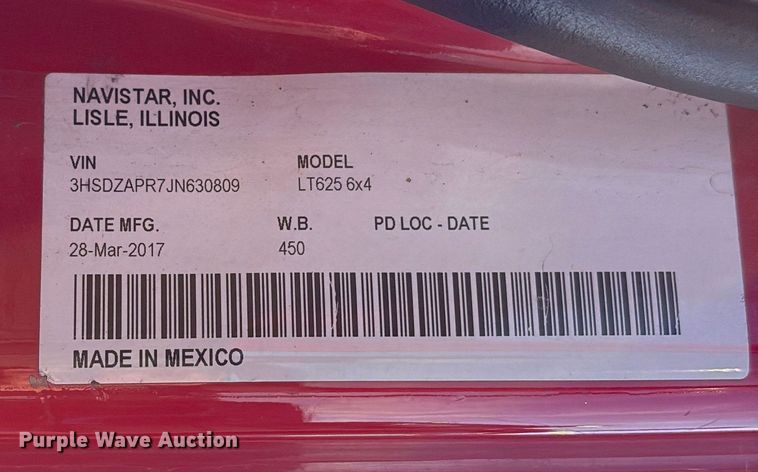 NAVISTAR, INC.
LISLE, ILLINOIS
VIN MODEL
3HSDZAPR7JN630809 LT625 6x4
DATE MFG. W.B. PD LOC - DATE
28-Mar-2017 450
MADE IN MEXICO
Purple Wave Auction